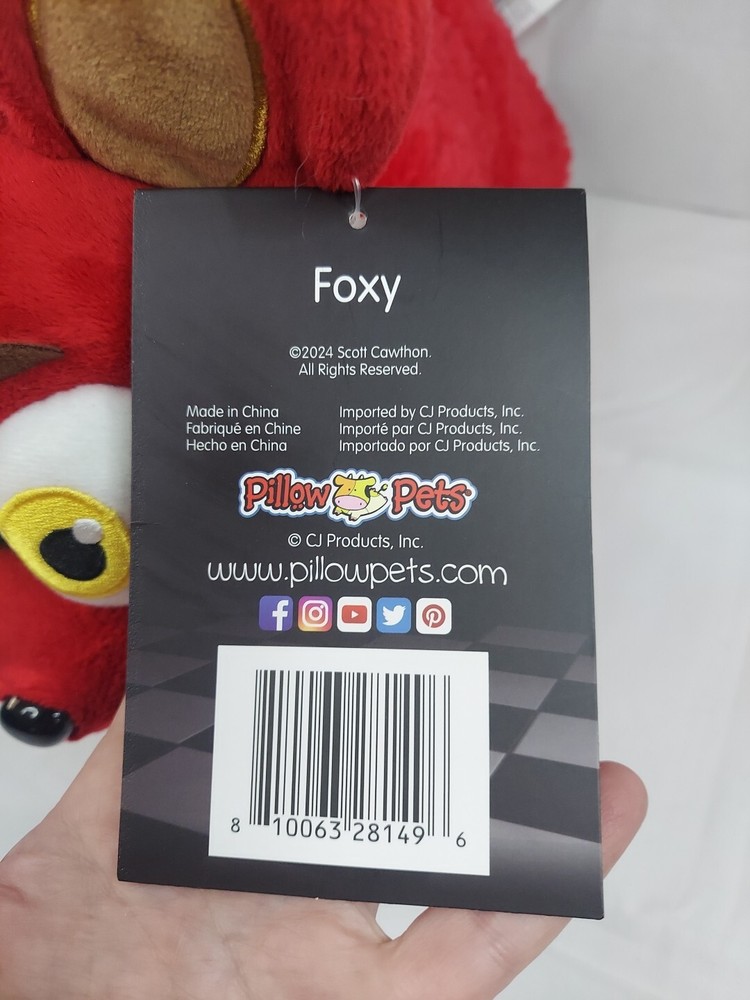 Foxy
©2024 Scott Cawthon.
All Rights Reserved.
Made in China
Fabriqué en Chine
Hecho en China
Imported by CJ Products, Inc.
Importé par CJ Products, Inc.
Importado por CJ Products, Inc.
Pillow Pets®
© CJ Products, Inc.
www.pillowpets.com
8 10063 28149 6